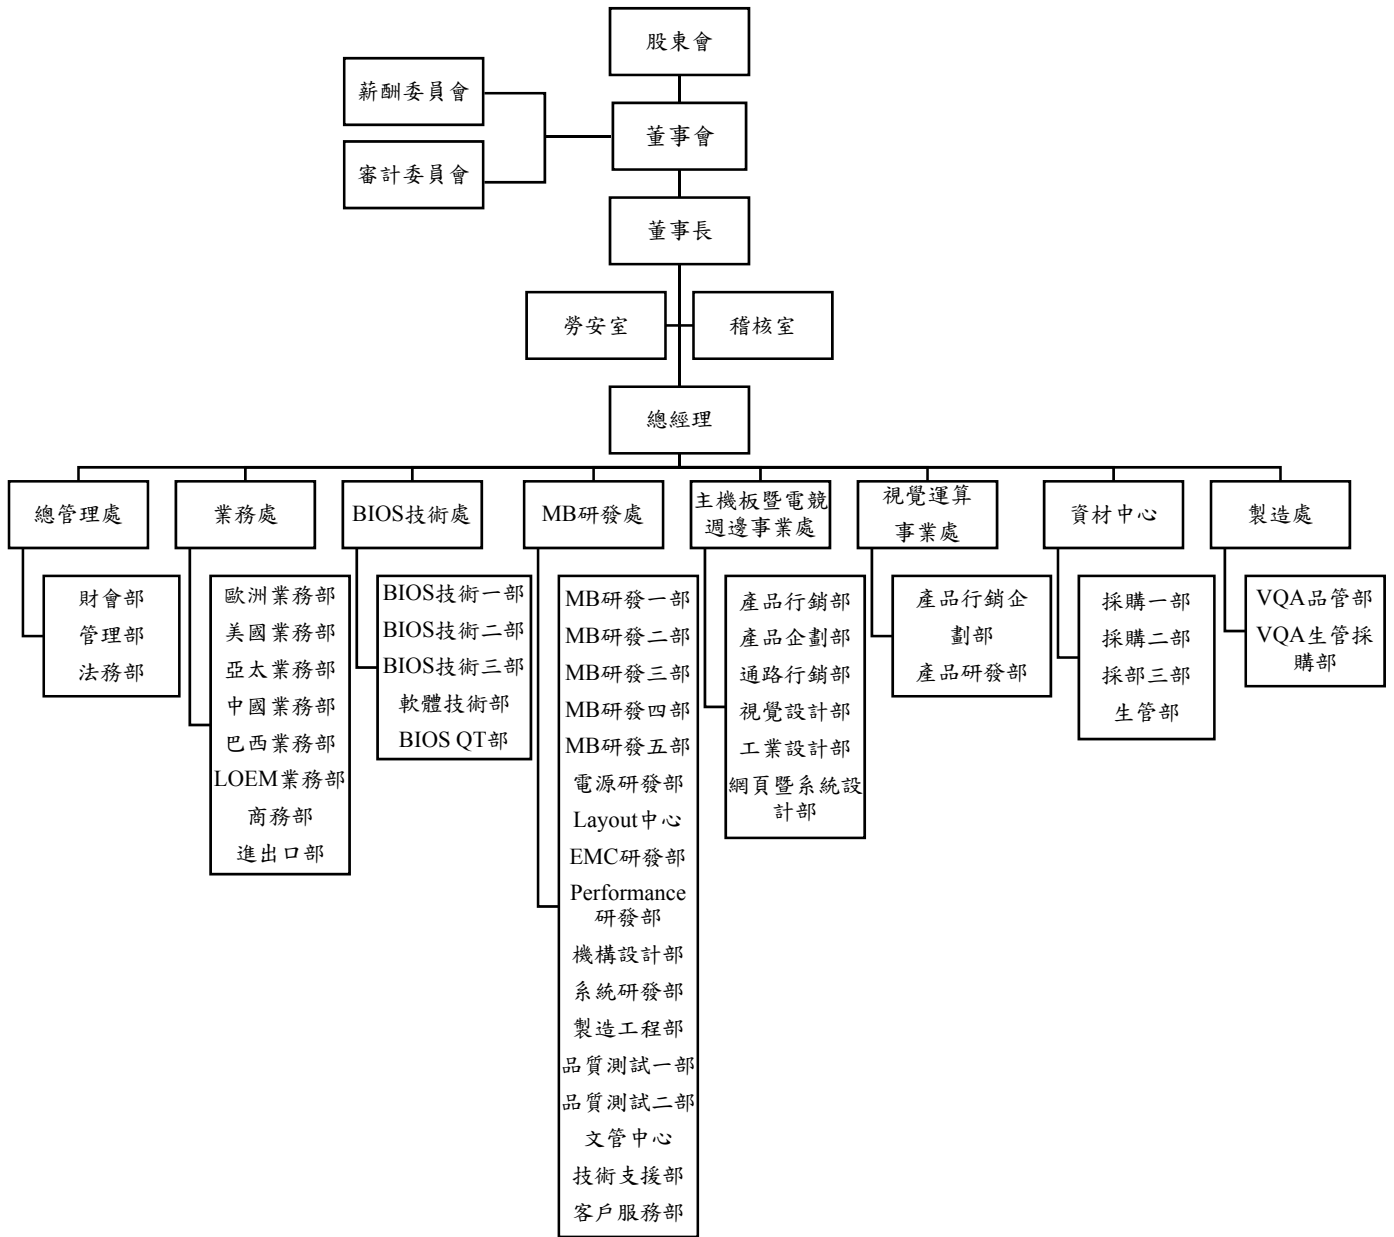 股東會
薪酬委員會
董事會
審計委員會
董事長
勞安室
稽核室
總經理
總管理處
業務處
BIOS技術處
MB研發處
主機板暨電競
週邊事業處
視覺運算
事業處
資材中心
製造處
財會部
管理部
法務部
歐洲業務部
美國業務部
亞太業務部
中國業務部
巴西業務部
LOEM業務部
商務部
進出口部
BIOS技術一部
BIOS技術二部
BIOS技術三部
軟體技術部
BIOS QT部
MB研發一部
MB研發二部
MB研發三部
MB研發四部
MB研發五部
電源研發部
Layout中心
EMC研發部
Performance
研發部
機構設計部
系統研發部
製造工程部
品質測試一部
品質測試二部
文管中心
技術支援部
客戶服務部
產品行銷部
產品企劃部
通路行銷部
視覺設計部
工業設計部
網頁暨系統設
計部
產品行銷企
劃部
產品研發部
採購一部
採購二部
採部三部
生管部
VQA品管部
VQA生管採
購部